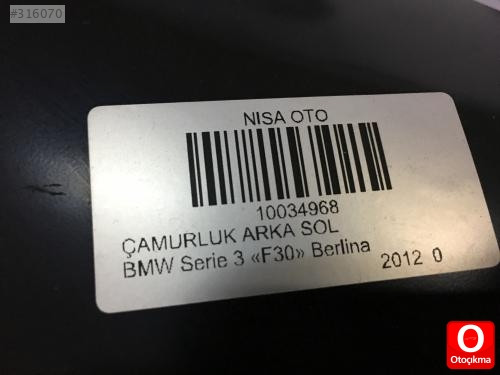 #316070
NISA OTO
10034968
ÇAMURLUK ARKA SOL
BMW Serie 3 «F30» Berlina 2012 0
O
Otoçıkma